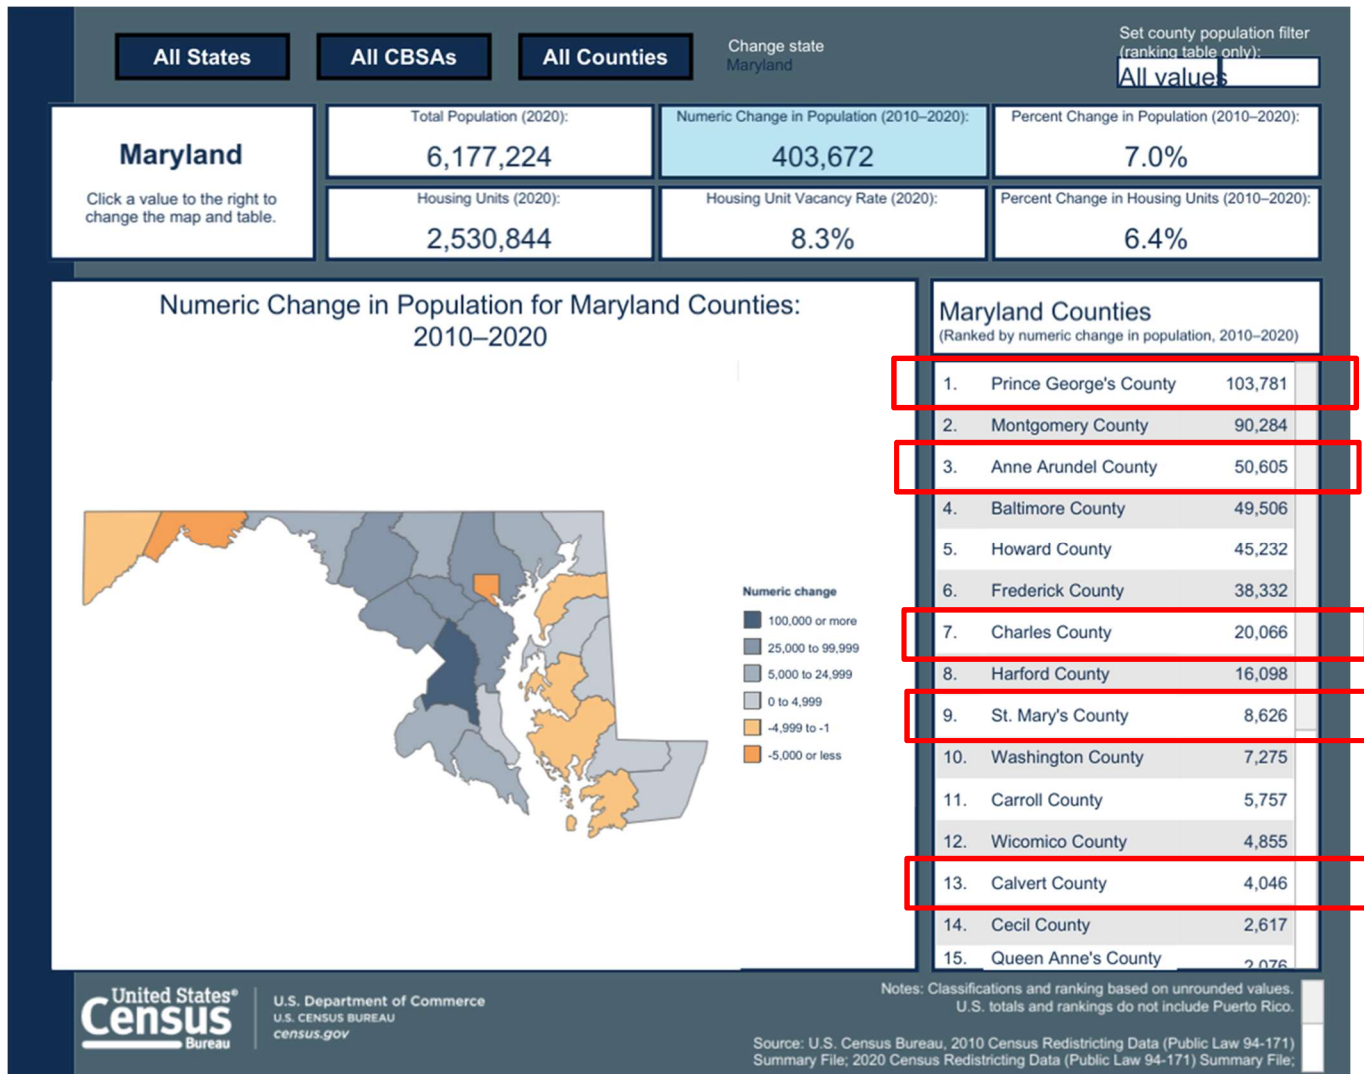 All States
All CBSAs
All Counties
Change state
Maryland
Set county population filter
(ranking table only):
All values
Maryland
Click a value to the right to
change the map and table.
Total Population (2020):
6,177,224
Numeric Change in Population (2010–2020):
403,672
Percent Change in Population (2010–2020):
7.0%
Housing Units (2020):
2,530,844
Housing Unit Vacancy Rate (2020):
8.3%
Percent Change in Housing Units (2010–2020):
6.4%
Numeric Change in Population for Maryland Counties:
2010–2020
Numeric change
100,000 or more
25,000 to 99,999
5,000 to 24,999
0 to 4,999
-4,999 to -1
-5,000 or less
Maryland Counties
(Ranked by numeric change in population, 2010–2020)
1. Prince George's County 103,781
2. Montgomery County 90,284
3. Anne Arundel County 50,605
4. Baltimore County 49,506
5. Howard County 45,232
6. Frederick County 38,332
7. Charles County 20,066
8. Harford County 16,098
9. St. Mary's County 8,626
10. Washington County 7,275
11. Carroll County 5,757
12. Wicomico County 4,855
13. Calvert County 4,046
14. Cecil County 2,617
15. Queen Anne's County 2,076
United States®
Census
Bureau
U.S. Department of Commerce
U.S. CENSUS BUREAU
census.gov
Notes: Classifications and ranking based on unrounded values.
U.S. totals and rankings do not include Puerto Rico.
Source: U.S. Census Bureau, 2010 Census Redistricting Data (Public Law 94-171)
Summary File; 2020 Census Redistricting Data (Public Law 94-171) Summary File;